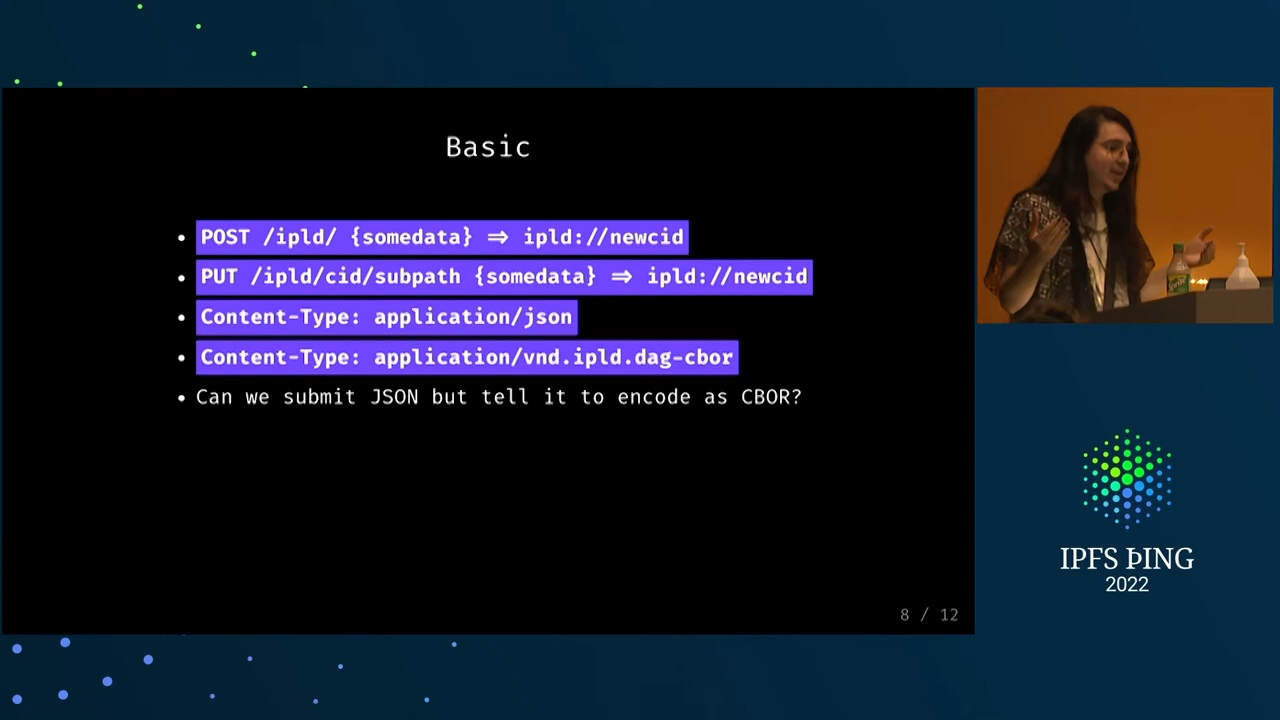 Basic
• POST /ipld/ {somedata} ⇒ ipld://newcid
• PUT /ipld/cid/subpath {somedata} ⇒ ipld://newcid
• Content-Type: application/json
• Content-Type: application/vnd.ipld.dag-cbor
• Can we submit JSON but tell it to encode as CBOR?
8 / 12
IPFS ÞING
2022